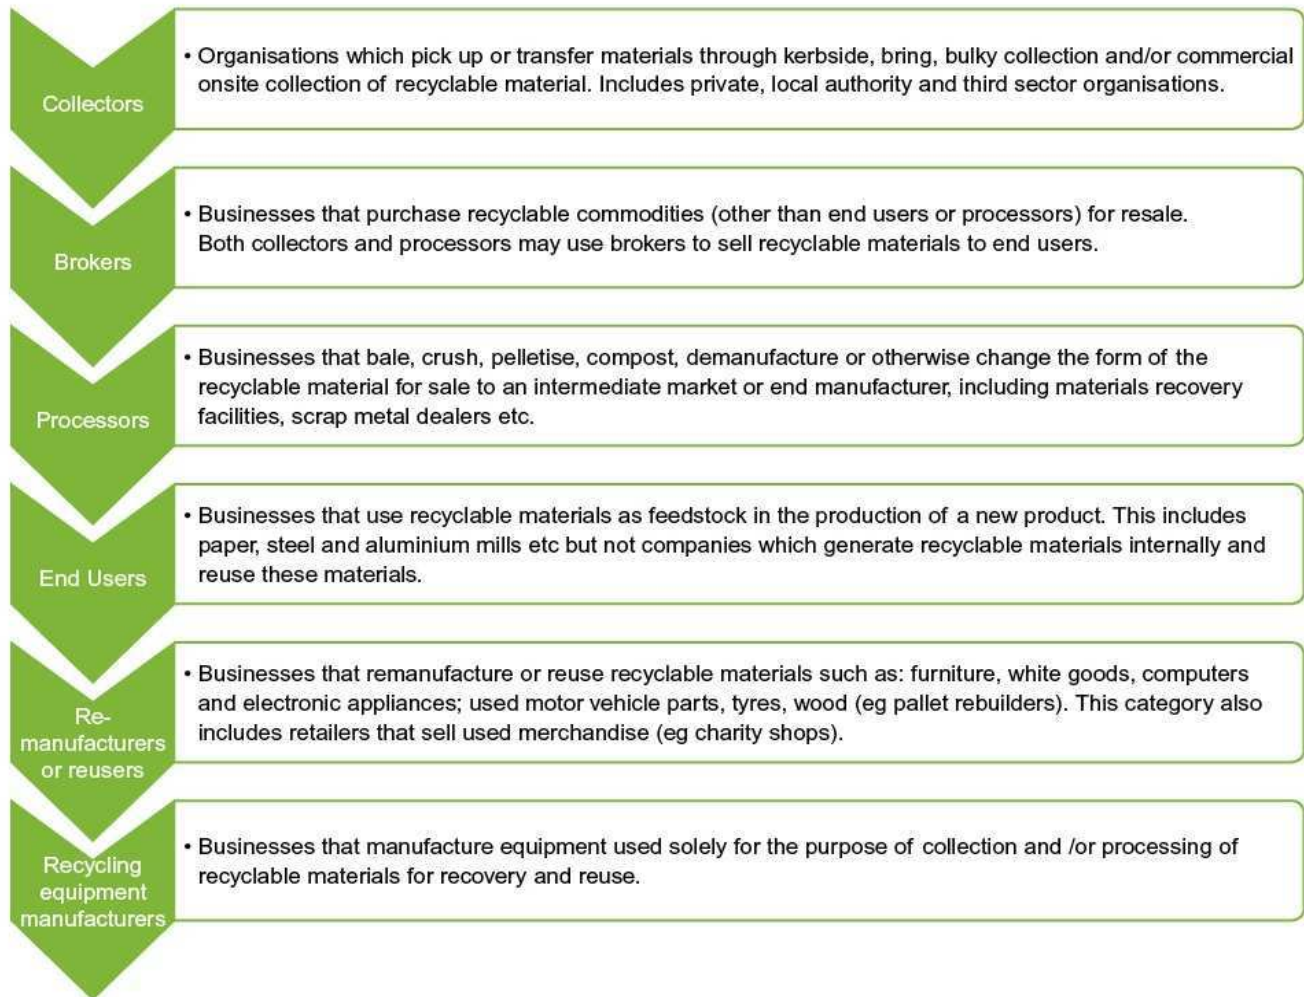 Collectors
• Organisations which pick up or transfer materials through kerbside, bring, bulky collection and/or commercial
onsite collection of recyclable material. Includes private, local authority and third sector organisations.
Brokers
• Businesses that purchase recyclable commodities (other than end users or processors) for resale.
Both collectors and processors may use brokers to sell recyclable materials to end users.
Processors
• Businesses that bale, crush, pelletise, compost, demanufacture or otherwise change the form of the
recyclable material for sale to an intermediate market or end manufacturer, including materials recovery
facilities, scrap metal dealers etc.
End Users
• Businesses that use recyclable materials as feedstock in the production of a new product. This includes
paper, steel and aluminium mills etc but not companies which generate recyclable materials internally and
reuse these materials.
Re-
manufacturers
or reusers
• Businesses that remanufacture or reuse recyclable materials such as: furniture, white goods, computers
and electronic appliances; used motor vehicle parts, tyres, wood (eg pallet rebuilders). This category also
includes retailers that sell used merchandise (eg charity shops).
Recycling
equipment
manufacturers
• Businesses that manufacture equipment used solely for the purpose of collection and /or processing of
recyclable materials for recovery and reuse.